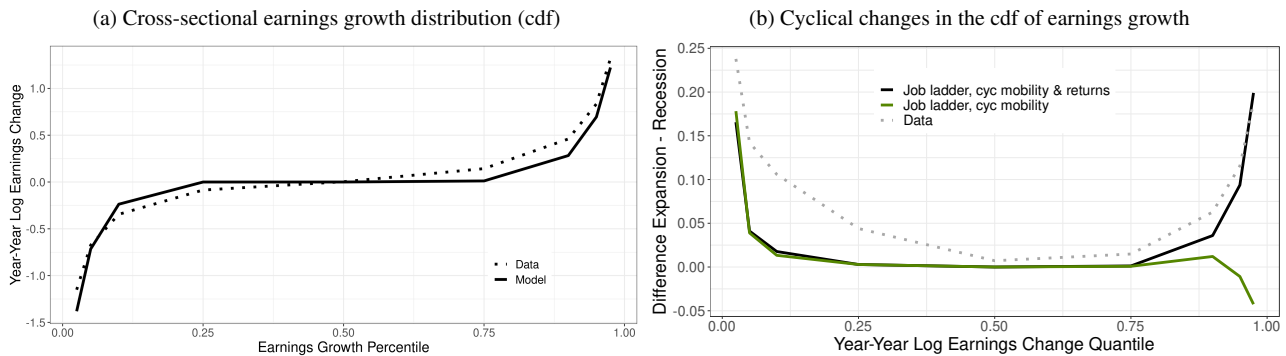 (a) Cross-sectional earnings growth distribution (cdf)
Year-Year Log Earnings Change
1.0
0.5
0.0
-0.5
-1.0
-1.5
0.00 0.25 0.50 0.75 1.00
Earnings Growth Percentile
Data
Model
(b) Cyclical changes in the cdf of earnings growth
Difference Expansion - Recession
0.25
0.20
0.15
0.10
0.05
0.00
-0.05
0.00 0.25 0.50 0.75 1.00
Year-Year Log Earnings Change Quantile
Job ladder, cyc mobility & returns
Job ladder, cyc mobility
Data